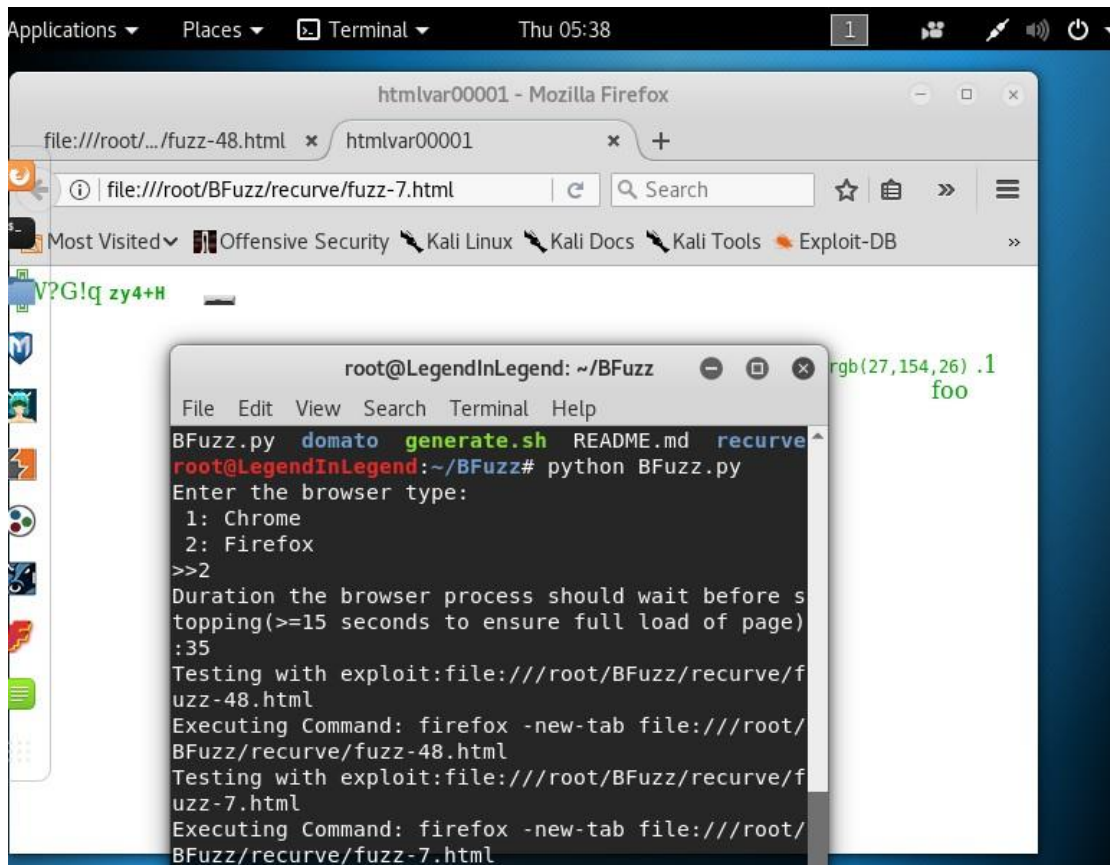 Applications Places Terminal Thu 05:38 1
htmlvar00001 - Mozilla Firefox
file:///root/.../fuzz-48.html htmlvar00001
file:///root/BFuzz/recurve/fuzz-7.html Search
Most Visited Offensive Security Kali Linux Kali Docs Kali Tools Exploit-DB »
?G!q zy4+H
rgb(27,154,26) .1
foo
root@LegendInLegend: ~/BFuzz
File Edit View Search Terminal Help
BFuzz.py domato generate.sh README.md recurve
root@LegendInLegend:~/BFuzz# python BFuzz.py
Enter the browser type:
1: Chrome
2: Firefox
>>2
Duration the browser process should wait before s
topping(>=15 seconds to ensure full load of page)
:35
Testing with exploit:file:///root/BFuzz/recurve/f
uzz-48.html
Executing Command: firefox -new-tab file:///root/
BFuzz/recurve/fuzz-48.html
Testing with exploit:file:///root/BFuzz/recurve/f
uzz-7.html
Executing Command: firefox -new-tab file:///root/
BFuzz/recurve/fuzz-7.html